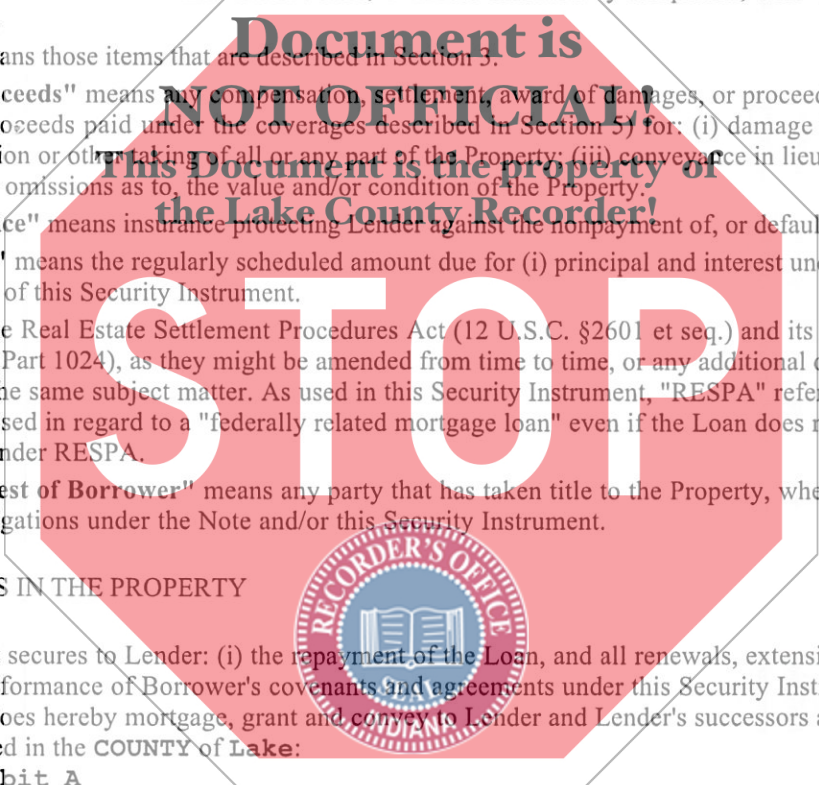 Document is
ans those items that are described in Section 3.
ceeds" means any compensation, settlement, award of damages, or proceed
NOT OFFICIAL!
oceeds paid under the coverages described in Section 5) for: (i) damage
ion or other taking of all or any part of the Property; (iii) conveyance in lieu
This Document is the property of
omissions as to, the value and/or condition of the Property.
the Lake County Recorder!
ce" means insurance protecting Lender against the nonpayment of, or defaul
" means the regularly scheduled amount due for (i) principal and interest und
of this Security Instrument.
e Real Estate Settlement Procedures Act (12 U.S.C. §2601 et seq.) and its
Part 1024), as they might be amended from time to time, or any additional
he same subject matter. As used in this Security Instrument, "RESPA" refe
sed in regard to a "federally related mortgage loan" even if the Loan does
nder RESPA.
STOP
est of Borrower" means any party that has taken title to the Property, whe
gations under the Note and/or this Security Instrument.
RECORDER'S OFFICE
S IN THE PROPERTY
secures to Lender: (i) the repayment of the Loan, and all renewals, extensi
formance of Borrower's covenants and agreements under this Security Inst
SEAL
oes hereby mortgage, grant and convey to Lender and Lender's successors
INDIANA
ed in the COUNTY of Lake:
bit A